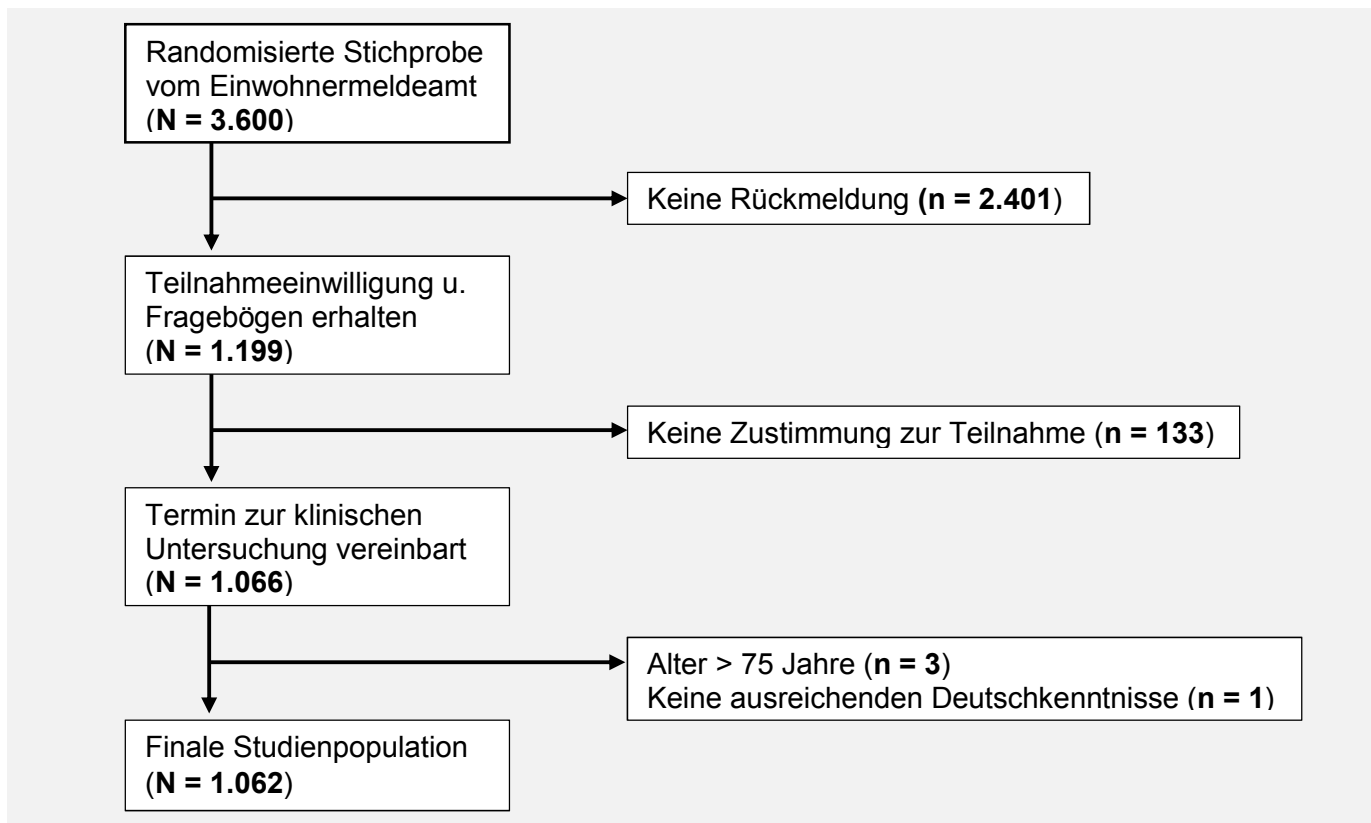 Randomisierte Stichprobe
vom Einwohnermeldeamt
(N = 3.600)
Keine Rückmeldung (n = 2.401)
Teilnahmeeinwilligung u.
Fragebögen erhalten
(N = 1.199)
Keine Zustimmung zur Teilnahme (n = 133)
Termin zur klinischen
Untersuchung vereinbart
(N = 1.066)
Alter > 75 Jahre (n = 3)
Keine ausreichenden Deutschkenntnisse (n = 1)
Finale Studienpopulation
(N = 1.062)